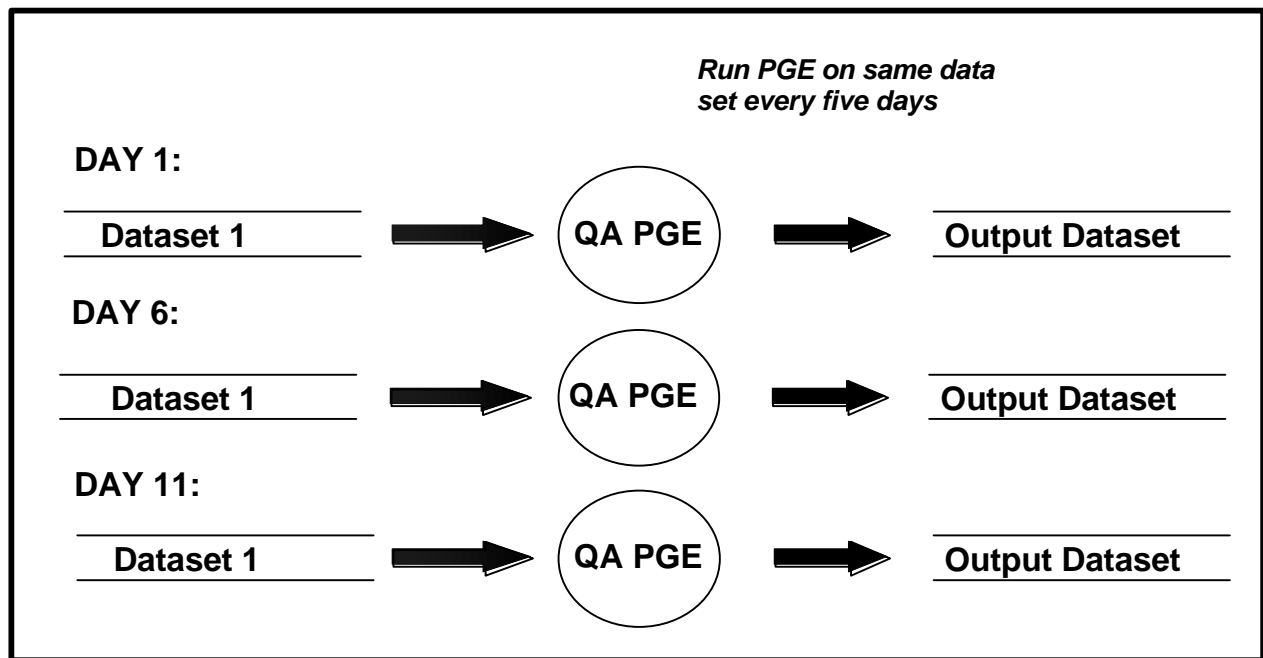 Run PGE on same data
set every five days
DAY 1:
Dataset 1
QA PGE
Output Dataset
DAY 6:
Dataset 1
QA PGE
Output Dataset
DAY 11:
Dataset 1
QA PGE
Output Dataset